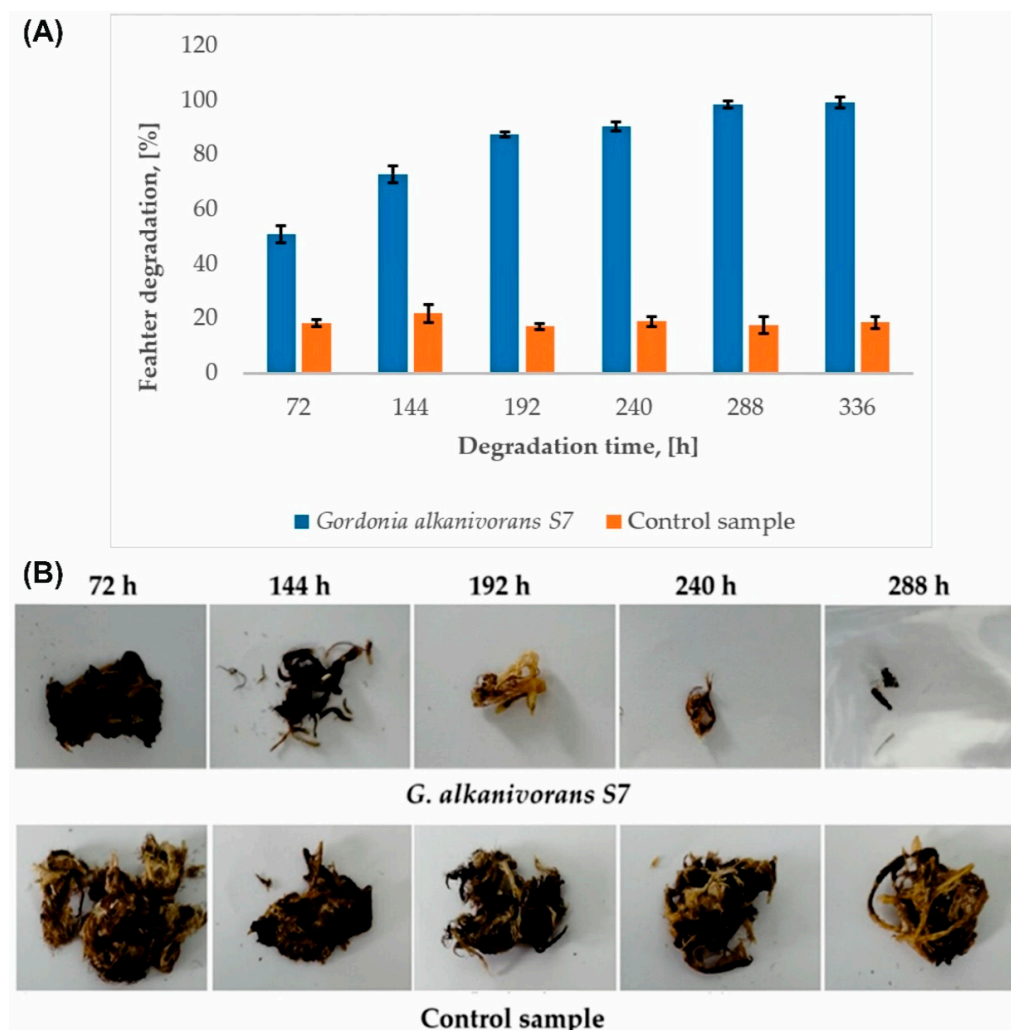 (A)
120
100
80
60
40
20
0
Feahter degradation, [%]
72 144 192 240 288 336
Degradation time, [h]
Gordonia alkanivorans S7 Control sample
(B)
72 h 144 h 192 h 240 h 288 h
G. alkanivorans S7
Control sample